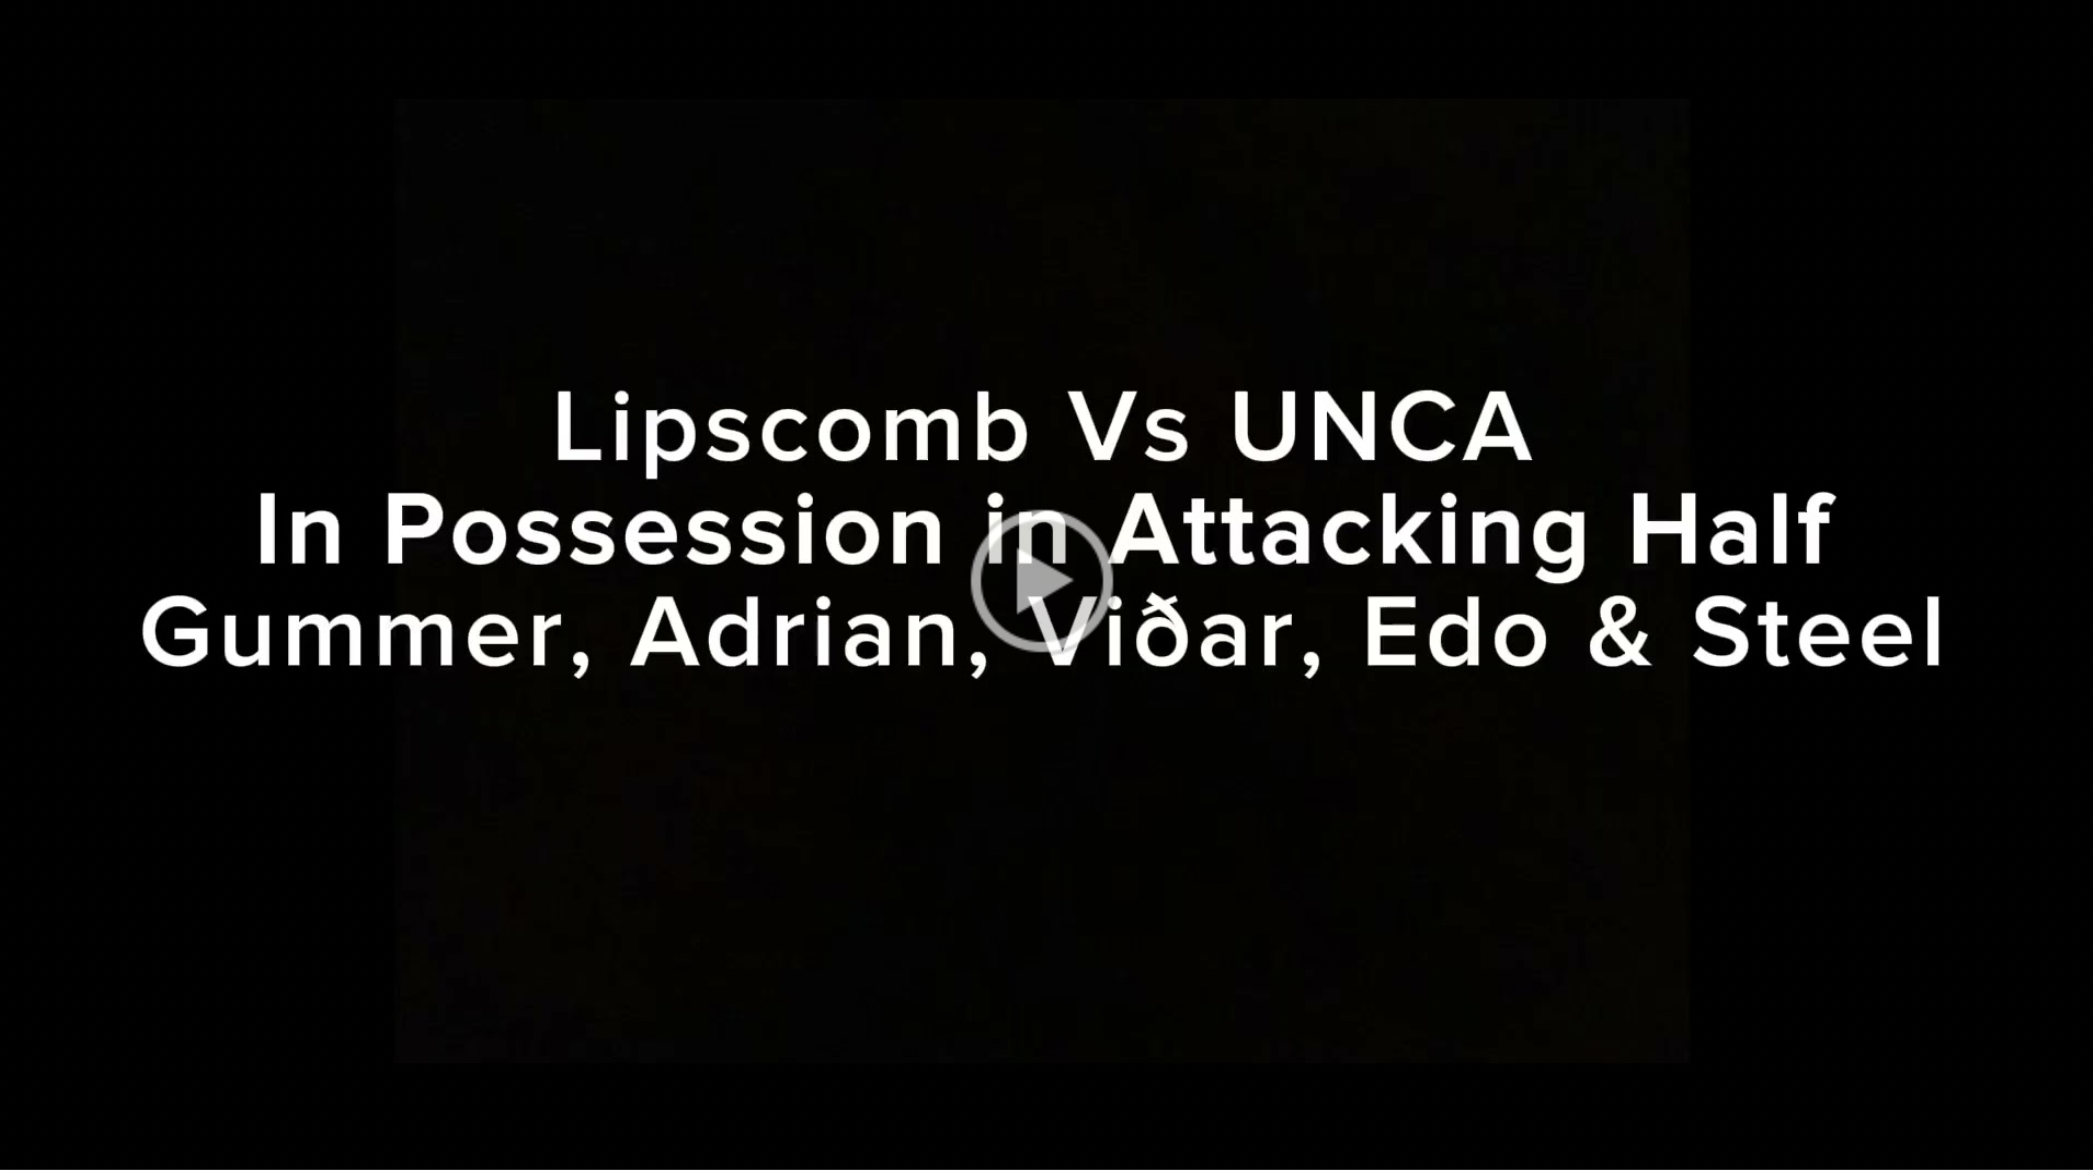 Lipscomb Vs UNCA
In Possession in Attacking Half
Gummer, Adrian, Viðar, Edo & Steel